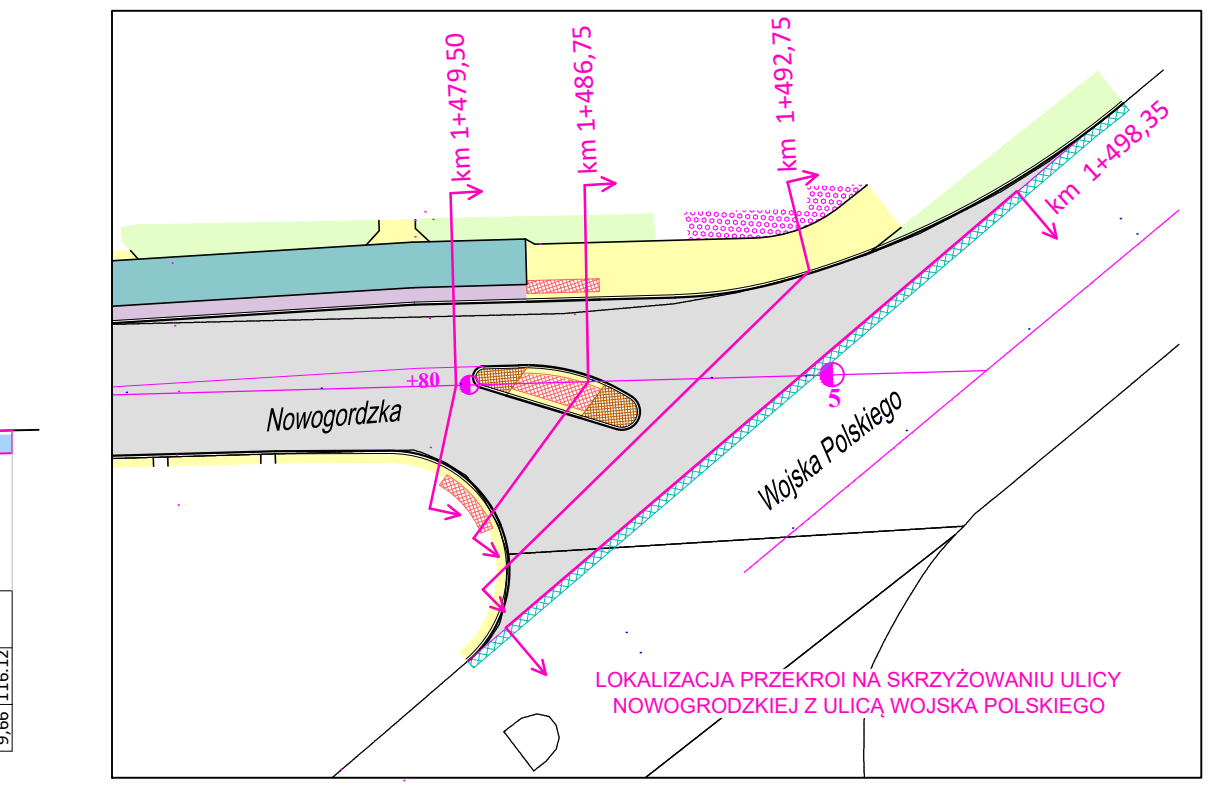 km 1+479,50
km 1+486,75
km 1+492,75
km 1+498,35
+80
5
Nowogordzka
Wojska Polskiego
9,66 116.12
LOKALIZACJA PRZEKROI NA SKRZYŻOWANIU ULICY
NOWOGRODZKIEJ Z ULICĄ WOJSKA POLSKIEGO